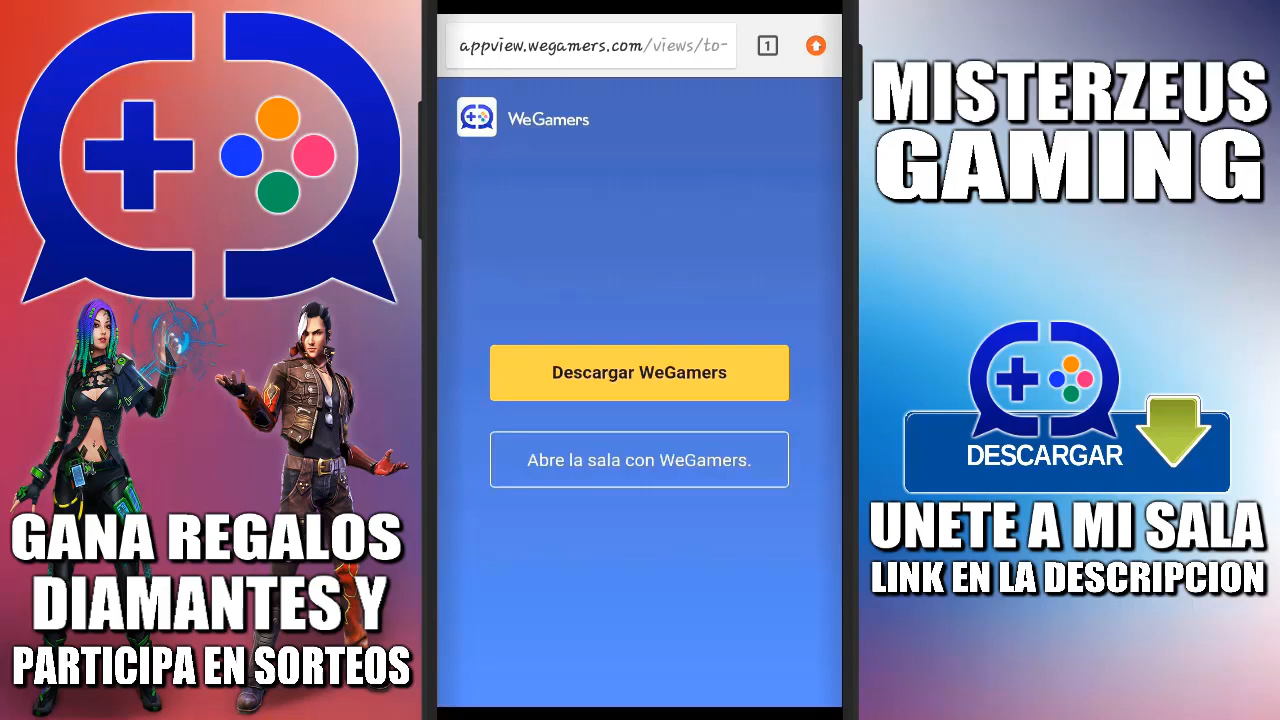 GANA REGALOS
DIAMANTES Y
PARTICIPA EN SORTEOS
appview.wegamers.com/views/to-
1
WeGamers
Descargar WeGamers
Abre la sala con WeGamers.
MISTERZEUS
GAMING
DESCARGAR
UNETE A MI SALA
LINK EN LA DESCRIPCION